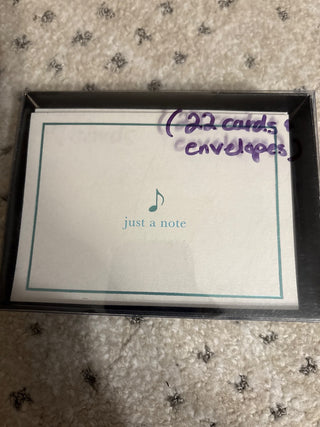 (22 cards
envelopes)
just a note